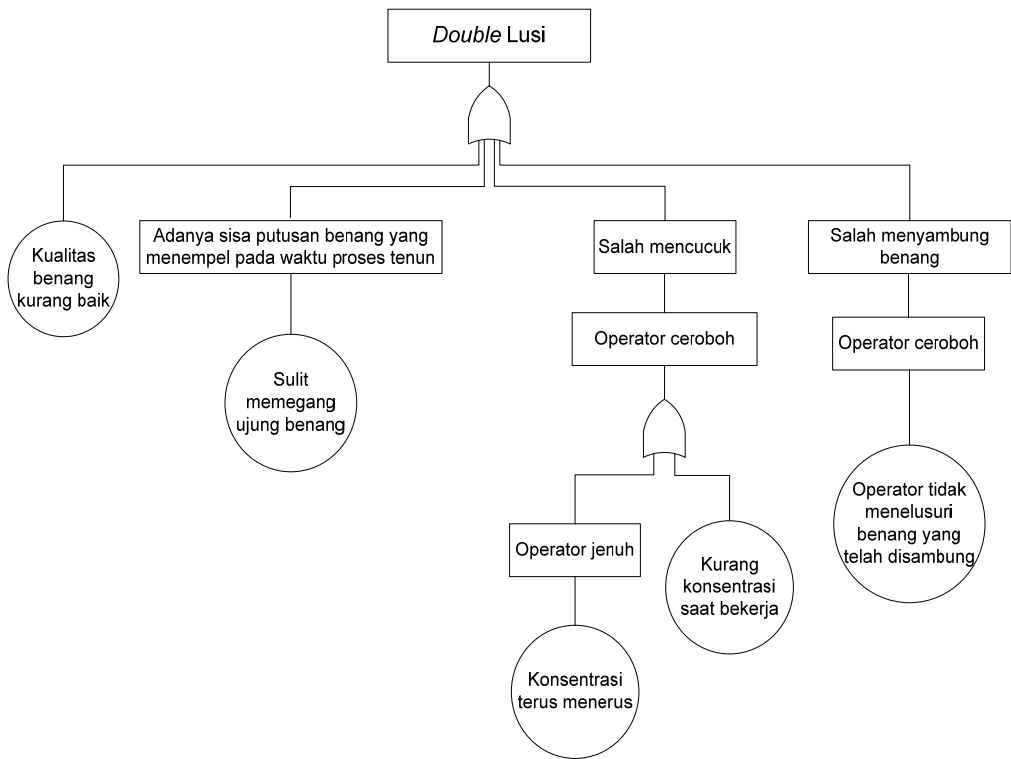 Double Lusi
Kualitas
benang
kurang baik
Adanya sisa putusan benang yang
menempel pada waktu proses tenun
Salah mencucuk
Salah menyambung
benang
Operator ceroboh
Operator ceroboh
Sulit
memegang
ujung benang
Operator tidak
menelusuri
benang yang
telah disambung
Operator jenuh
Kurang
konsentrasi
saat bekerja
Konsentrasi
terus menerus